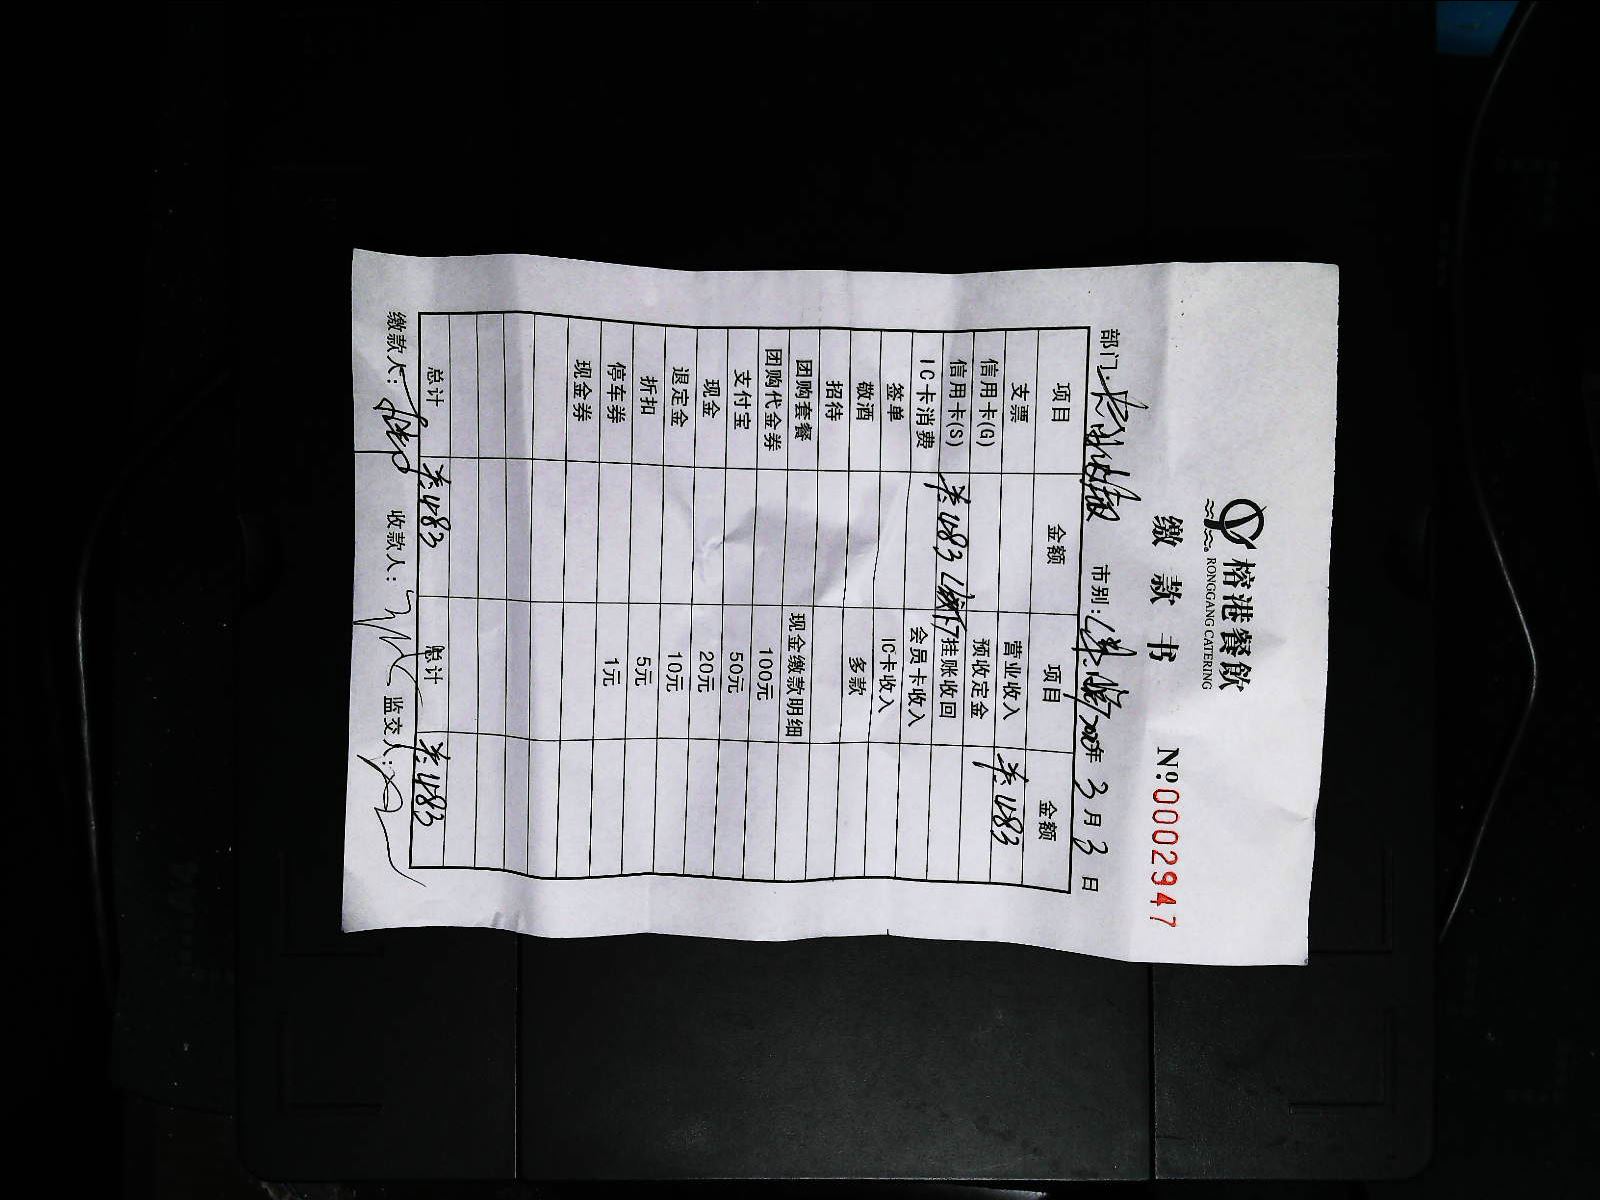 榕港餐飲
RONGGANG CATERING
缴款书 №:00002947
部门: 市别: 年 3月 3日
项目 金额 项目 金额
支票 营业收入 ¥:483
信用卡(G) 预收定金
信用卡(S) ¥:483 挂账收回
IC卡消费 会员卡收入
签单 IC卡收入
敬酒 多款
招待
团购套餐 现金缴款明细
团购代金券 100元
支付宝 50元
现金 20元
退定金 10元
折扣 5元
停车券 1元
现金券
总计 ¥:483 总计 ¥:483
缴款人: 收款人: 监交人: